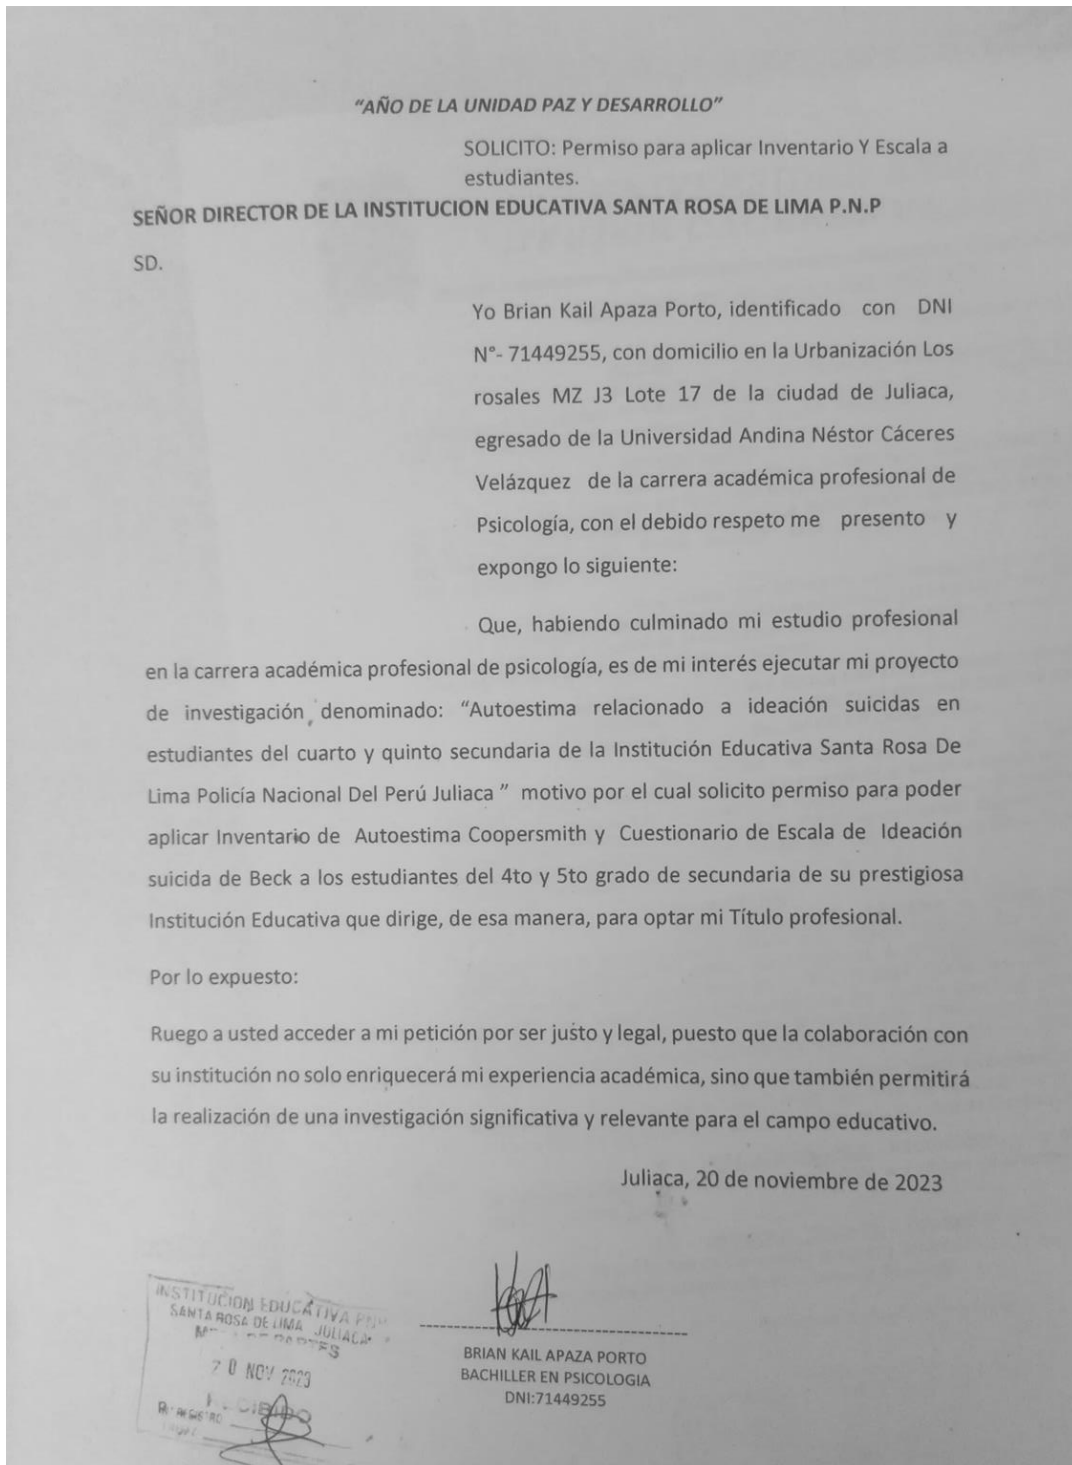 “AÑO DE LA UNIDAD PAZ Y DESARROLLO”
SOLICITO: Permiso para aplicar Inventario Y Escala a
estudiantes.
SEÑOR DIRECTOR DE LA INSTITUCION EDUCATIVA SANTA ROSA DE LIMA P.N.P
SD.
Yo Brian Kail Apaza Porto, identificado con DNI
N°- 71449255, con domicilio en la Urbanización Los
rosales MZ J3 Lote 17 de la ciudad de Juliaca,
egresado de la Universidad Andina Néstor Cáceres
Velázquez de la carrera académica profesional de
Psicología, con el debido respeto me presento y
expongo lo siguiente:
Que, habiendo culminado mi estudio profesional
en la carrera académica profesional de psicología, es de mi interés ejecutar mi proyecto
de investigación denominado: “Autoestima relacionado a ideación suicidas en
estudiantes del cuarto y quinto secundaria de la Institución Educativa Santa Rosa De
Lima Policía Nacional Del Perú Juliaca ” motivo por el cual solicito permiso para poder
aplicar Inventario de Autoestima Coopersmith y Cuestionario de Escala de Ideación
suicida de Beck a los estudiantes del 4to y 5to grado de secundaria de su prestigiosa
Institución Educativa que dirige, de esa manera, para optar mi Título profesional.
Por lo expuesto:
Ruego a usted acceder a mi petición por ser justo y legal, puesto que la colaboración con
su institución no solo enriquecerá mi experiencia académica, sino que también permitirá
la realización de una investigación significativa y relevante para el campo educativo.
Juliaca, 20 de noviembre de 2023
BRIAN KAIL APAZA PORTO
BACHILLER EN PSICOLOGIA
DNI:71449255
INSTITUCION EDUCATIVA PNP
SANTA ROSA DE LIMA JULIACA
20 NOV 2023
RECIBIDO